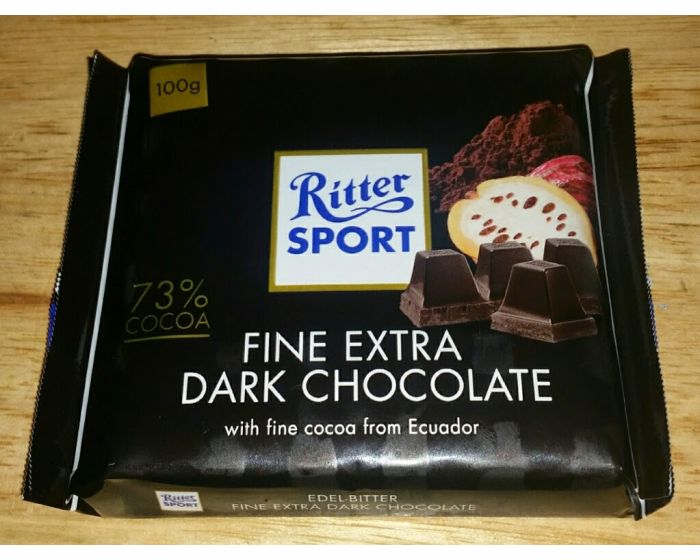 100g
Ritter
SPORT
73%
COCOA
FINE EXTRA
DARK CHOCOLATE
with fine cocoa from Ecuador
Ritter
SPORT
EDEL-BITTER
FINE EXTRA DARK CHOCOLATE